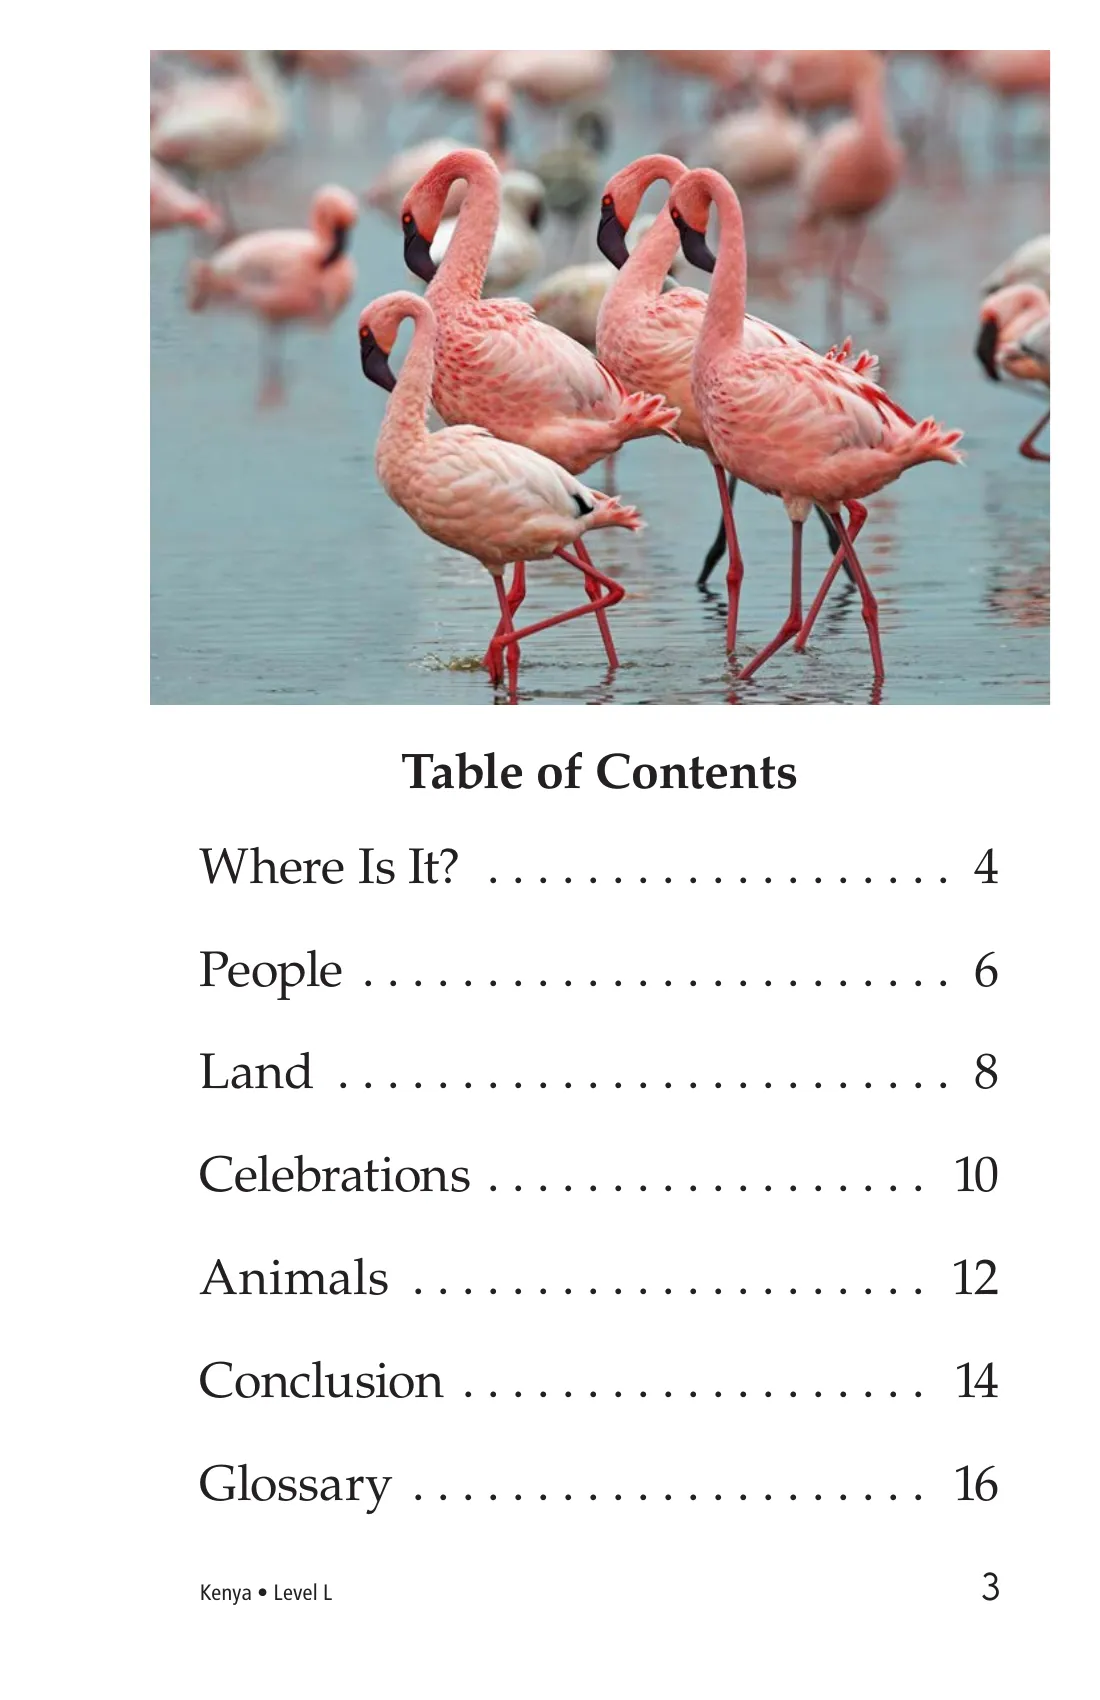 Table of Contents
Where Is It? . . . . . . . . . . . . . . . . . . . 4
People . . . . . . . . . . . . . . . . . . . . . . . . 6
Land . . . . . . . . . . . . . . . . . . . . . . . . . 8
Celebrations . . . . . . . . . . . . . . . . . . 10
Animals . . . . . . . . . . . . . . . . . . . . . 12
Conclusion . . . . . . . . . . . . . . . . . . . 14
Glossary . . . . . . . . . . . . . . . . . . . . . 16
Kenya • Level L 3